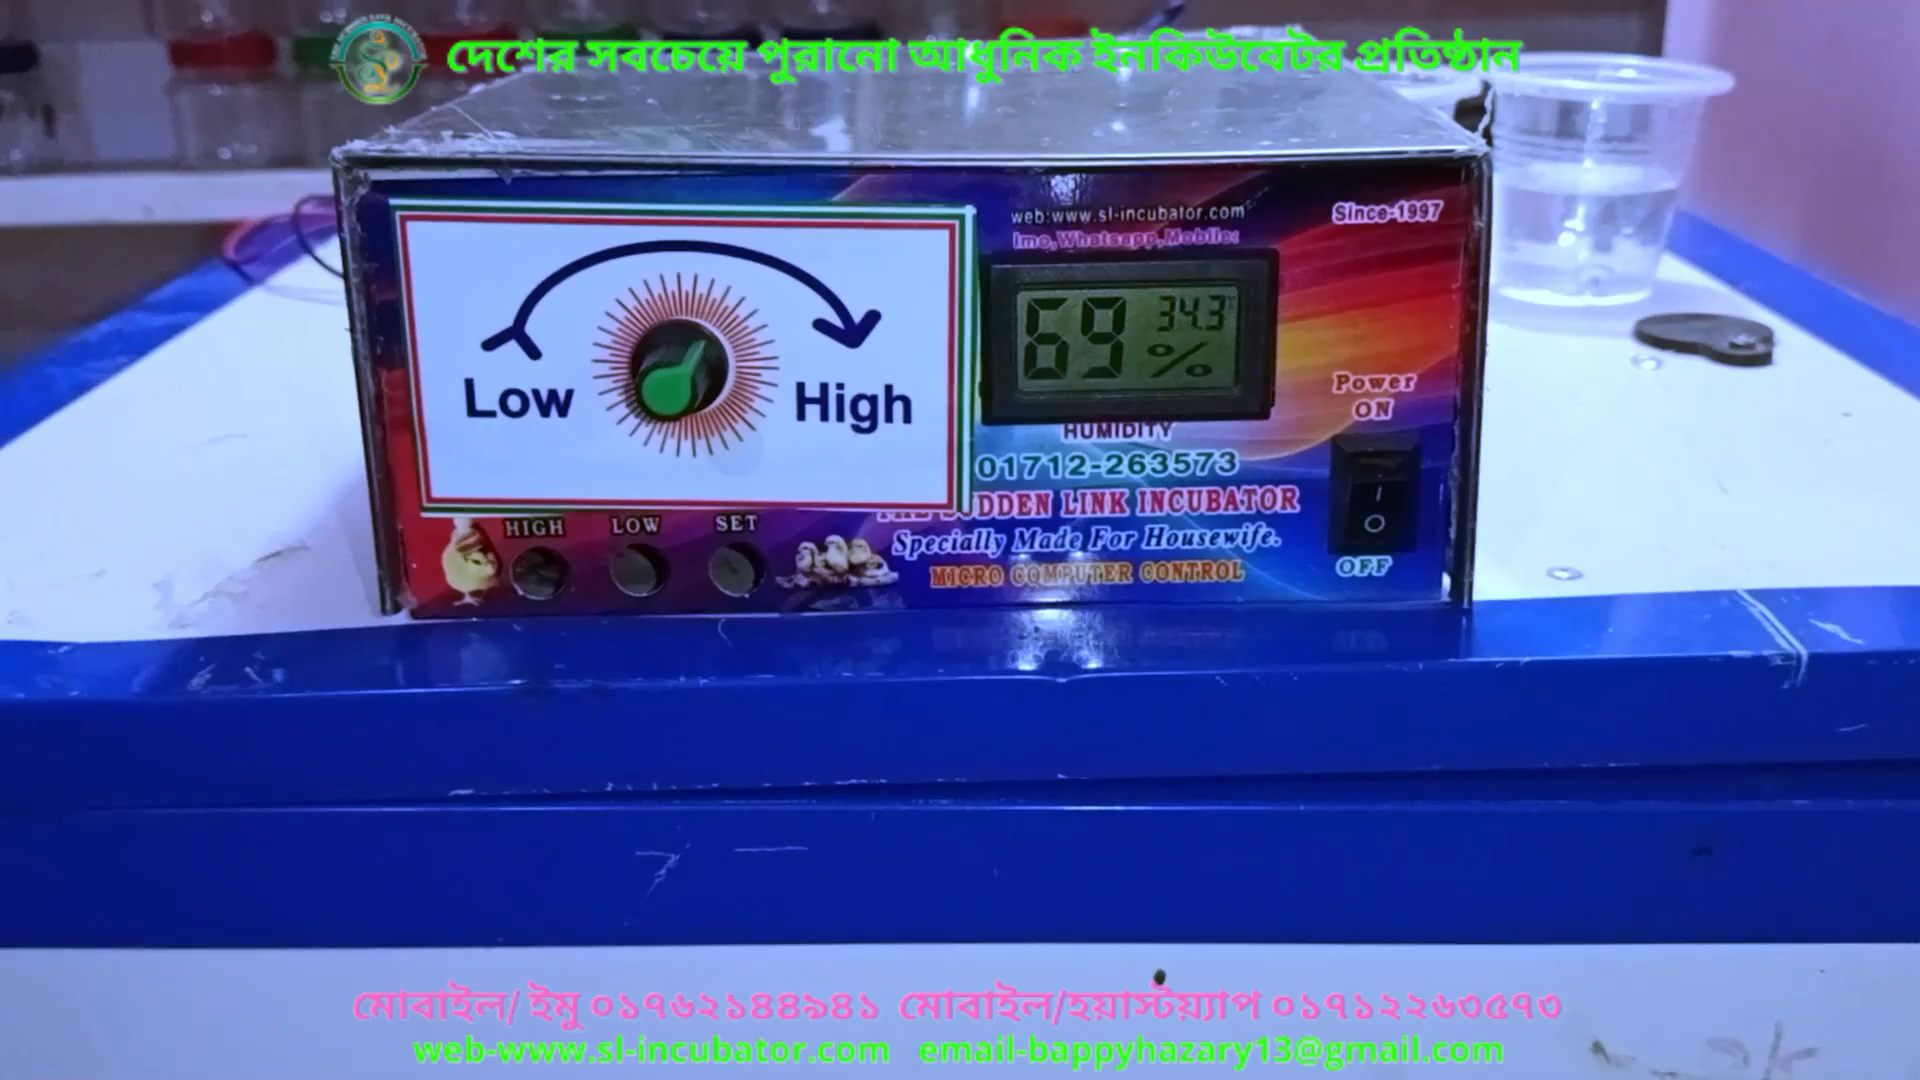 দেশের সবচেয়ে পুরানো আধুনিক ইনকিউবেটর প্রতিষ্ঠান
web:www.sl-incubator.com
Since-1997
Imo,Whatsapp,Mobile:
69 % 34.3
Low
High
Power
ON
HUMIDITY
01712-263573
SUDDEN LINK INCUBATOR
HIGH LOW SET
Specially Made For Housewife.
MICRO COMPUTER CONTROL
OFF
মোবাইল/ ইমু ০১৭৬২১৪৪৯৪১ মোবাইল/হয়াস্টয়্যাপ ০১৭১২২৬৩৫৭৩
web-www.sl-incubator.com email-bappyhazary13@gmail.com